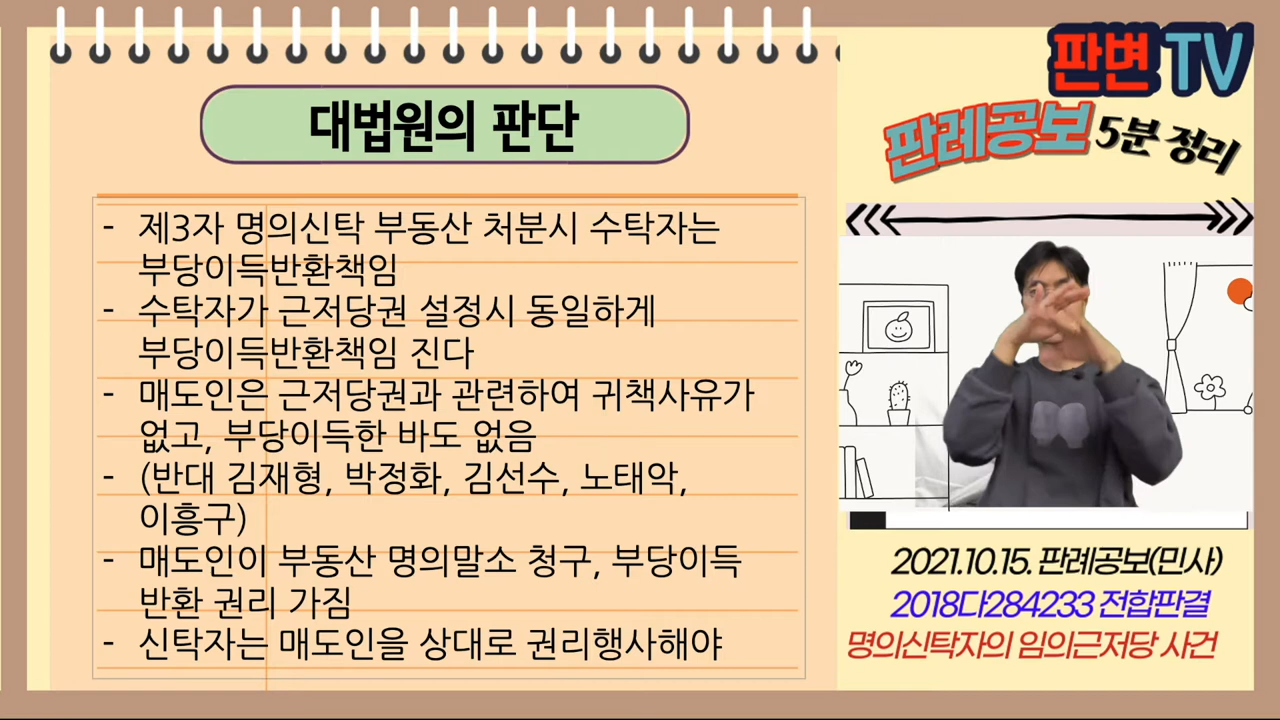 대법원의 판단
- 제3자 명의신탁 부동산 처분시 수탁자는
부당이득반환책임
- 수탁자가 근저당권 설정시 동일하게
부당이득반환책임 진다
- 매도인은 근저당권과 관련하여 귀책사유가
없고, 부당이득한 바도 없음
- (반대 김재형, 박정화, 김선수, 노태악,
이흥구)
- 매도인이 부동산 명의말소 청구, 부당이득
반환 권리 가짐
- 신탁자는 매도인을 상대로 권리행사해야
판변 TV
판례공보 5분 정리
2021.10.15. 판례공보(민사)
2018다284233 전합판결
명의신탁자의 임의근저당 사건